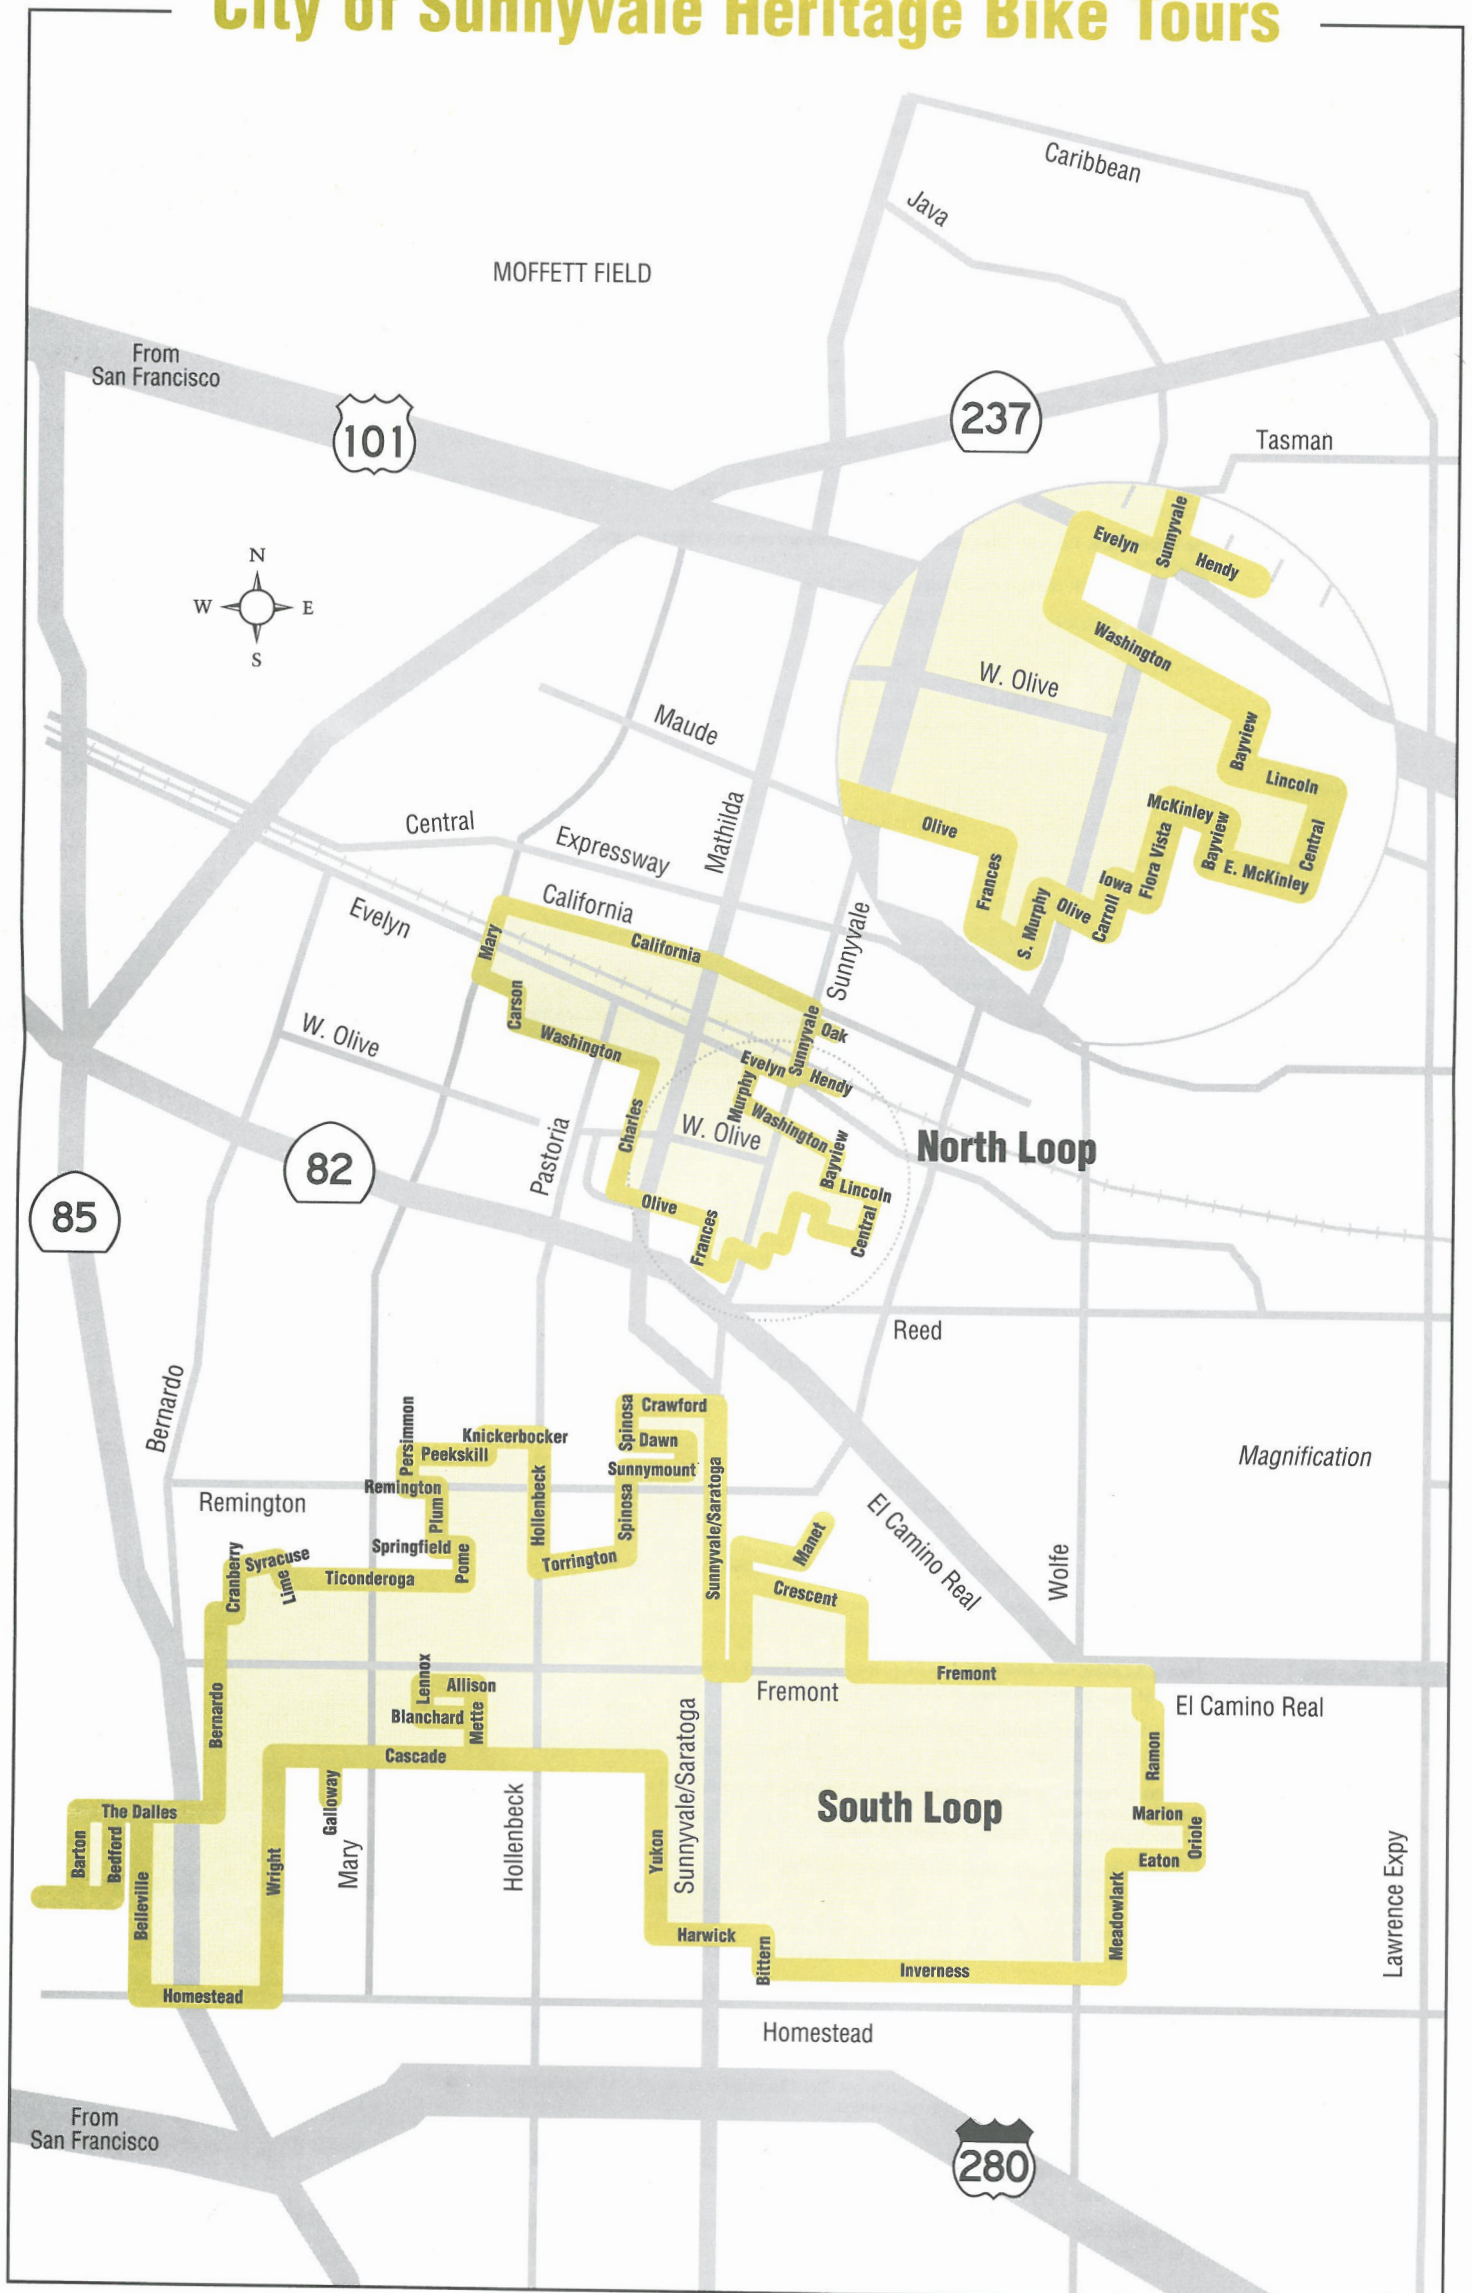 City of Sunnyvale Heritage Bike Tours
Caribbean
Java
MOFFETT FIELD
From
San Francisco
101
237
Tasman
N
W
E
S
Evelyn
Sunnyvale
Hendy
Washington
W. Olive
Bayview
Lincoln
Central
E. McKinley
Bayview
McKinley
Flora Vista
Iowa
Carroll
Olive
S. Murphy
Frances
Olive
Maude
Mathilda
Central
Expressway
California
California
Evelyn
Mary
Carson
Washington
Sunnyvale
Sunnyvale
Oak
Evelyn
Hendy
Murphy
Washington
W. Olive
W. Olive
Charles
Pastoria
Bayview
Lincoln
Central
Olive
Frances
North Loop
82
85
Reed
Bernardo
Magnification
Crawford
Spinosa
Dawn
Sunnymount
Spinosa
Sunnyvale/Saratoga
Persimmon
Knickerbocker
Peekskill
Remington
Remington
Plum
Hollenbeck
Torrington
Springfield
Pome
Cranberry
Syracuse
Lime
Ticonderoga
Manet
Crescent
El Camino Real
Wolfe
Fremont
Fremont
El Camino Real
Bernardo
Lennox
Allison
Blanchard
Mette
Cascade
Galloway
Mary
Hollenbeck
Sunnyvale/Saratoga
Yukon
South Loop
Ramon
Marion
Oriole
Eaton
Meadowlark
Lawrence Expy
The Dalles
Barton
Bedford
Belleville
Wright
Harwick
Bittern
Inverness
Homestead
Homestead
From
San Francisco
280